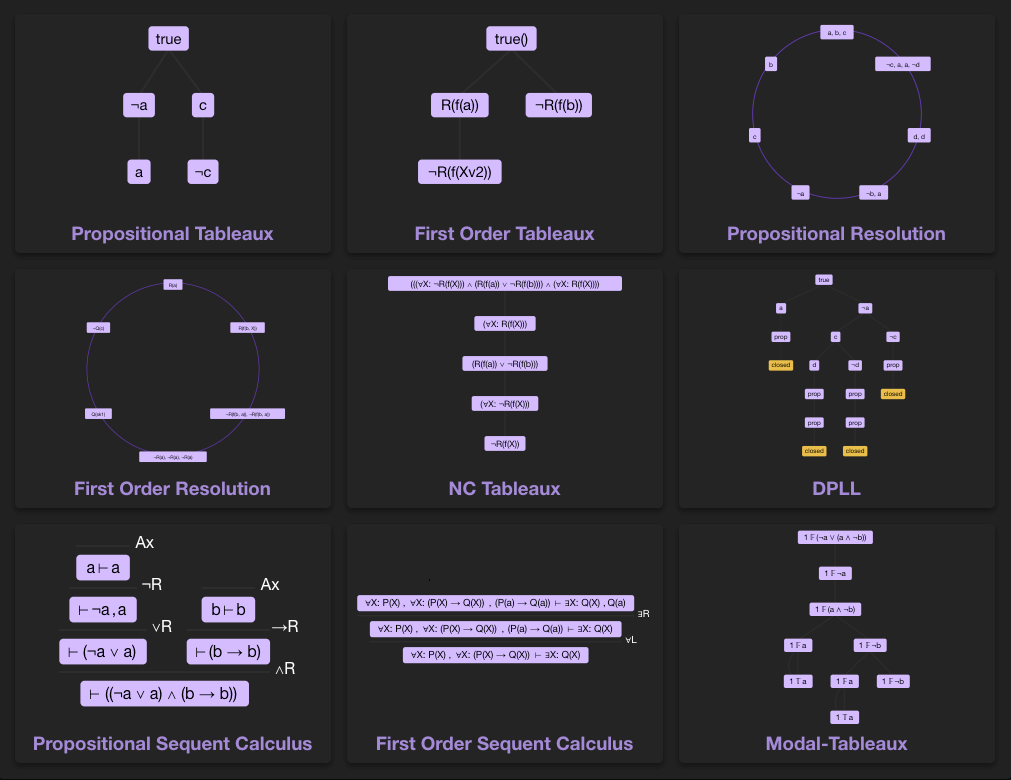 true
¬a
c
a
¬c
Propositional Tableaux
true()
R(f(a))
¬R(f(b))
¬R(f(Xv2))
First Order Tableaux
a, b, c
b
¬c, a, a, ¬d
c
d, d
¬a
¬b, a
Propositional Resolution
R(a)
¬Q(c)
First Order Resolution
(((∀X: ¬R(f(X))) ∧ (R(f(a)) ∨ ¬R(f(b)))) ∧ (∀X: R(f(X))))
(∀X: R(f(X)))
(R(f(a)) ∨ ¬R(f(b)))
(∀X: ¬R(f(X)))
¬R(f(X))
NC Tableaux
true
a
¬a
prop
c
¬c
closed
d
¬d
prop
prop
prop
closed
prop
prop
closed
closed
DPLL
Ax
a ⊢ a
¬R
Ax
⊢ ¬a, a
b ⊢ b
∨R
→R
⊢ (¬a ∨ a)
⊢ (b → b)
∧R
⊢ ((¬a ∨ a) ∧ (b → b))
Propositional Sequent Calculus
∀X: P(X) , ∀X: (P(X) → Q(X)) , (P(a) → Q(a)) ⊢ ∃X: Q(X) , Q(a)
∃R
∀X: P(X) , ∀X: (P(X) → Q(X)) , (P(a) → Q(a)) ⊢ ∃X: Q(X)
∀L
∀X: P(X) , ∀X: (P(X) → Q(X)) ⊢ ∃X: Q(X)
First Order Sequent Calculus
1 𝔽 (¬a ∨ (a ∧ ¬b))
1 𝔽 ¬a
1 𝔽 (a ∧ ¬b)
1 𝔽 a
1 𝔽 ¬b
1 𝕋 a
1 𝔽 a
1 𝔽 ¬b
1 𝕋 a
Modal-Tableaux